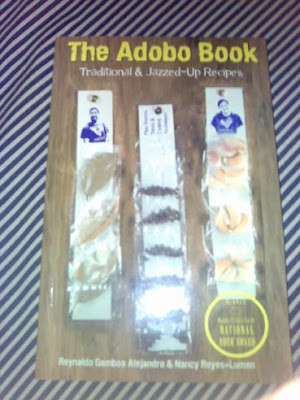 The Adobo Book
Traditional & Jazzed-Up Recipes
NATIONAL
BOOK AWARD
Reynaldo Gamboa Alejandro & Nancy Reyes-Lumen